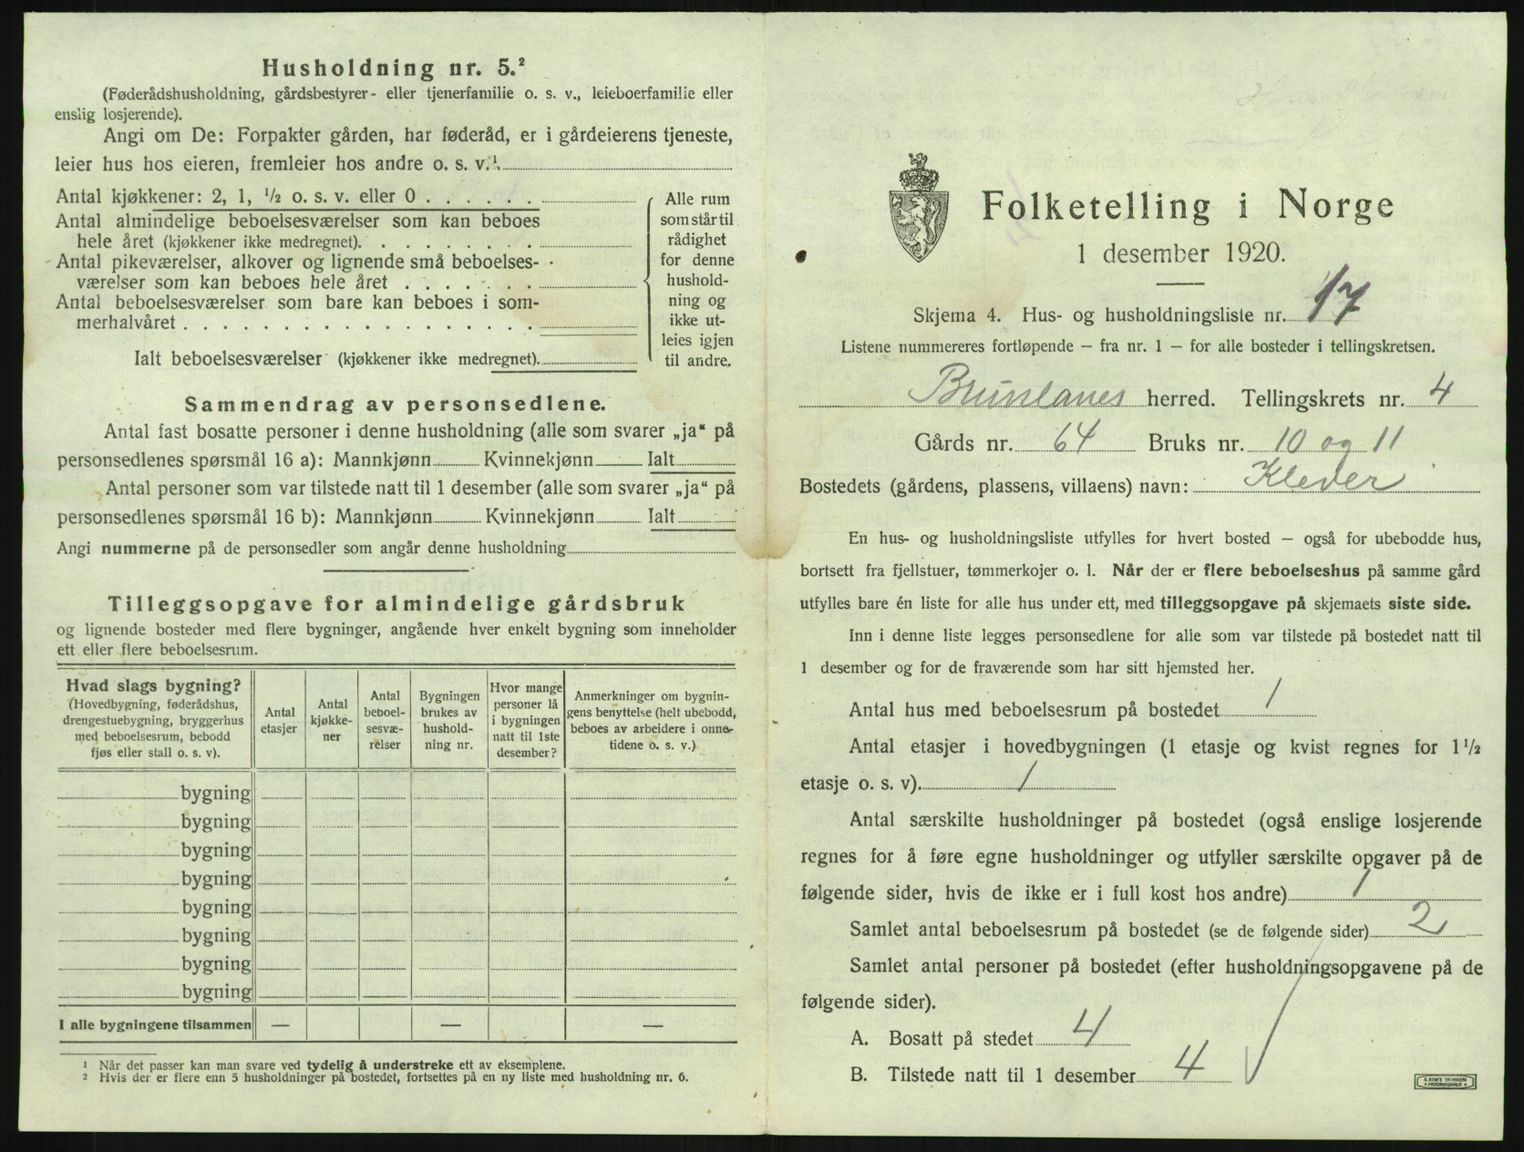 Husholdning nr. 5.²
(Føderådshusholdning, gårdsbestyrer- eller tjenerfamilie o. s. v., leieboerfamilie eller
enslig losjerende).
Angi om De: Forpakter gården, har føderåd, er i gårdeierens tjeneste,
leier hus hos eieren, fremleier hos andre o. s. v.¹
Antal kjøkkener: 2, 1, ½ o. s. v. eller 0
Antal almindelige beboelsesværelser som kan beboes
hele året (kjøkkener ikke medregnet)
Antal pikeværelser, alkover og lignende små beboelses-
værelser som kan beboes hele året
Antal beboelsesværelser som bare kan beboes i som-
merhalvåret
Ialt beboelsesværelser (kjøkkener ikke medregnet)
Alle rum
som står til
rådighet
for denne
hushold-
ning og
ikke ut-
leies igjen
til andre.
Sammendrag av personsedlene.
Antal fast bosatte personer i denne husholdning (alle som svarer „ja“ på
personsedlenes spørsmål 16 a): Mannkjønn Kvinnekjønn Ialt
Antal personer som var tilstede natt til 1 desember (alle som svarer „ja“ på
personsedlenes spørsmål 16 b): Mannkjønn Kvinnekjønn Ialt
Angi nummerne på de personsedler som angår denne husholdning
Tilleggsopgave for almindelige gårdsbruk
og lignende bosteder med flere bygninger, angående hver enkelt bygning som inneholder
ett eller flere beboelsesrum.
Hvad slags bygning?
(Hovedbygning, føderådshus,
drengestuebygning, bryggerhus
med beboelsesrum, bebodd
fjøs eller stall o. s. v).
Antal
etasjer
Antal
kjøkke-
ner
Antal
beboel-
sesvæ-
relser
Bygningen
brukes av
hushold-
ning nr.
Hvor mange
personer lå
i bygningen
natt til 1ste
desember?
Anmerkninger om bygnin-
gens benyttelse (helt ubebodd,
beboes av arbeidere i onne-
tidene o. s. v.)
bygning
bygning
bygning
bygning
bygning
bygning
bygning
bygning
I alle bygningene tilsammen — — —
¹ Når det passer kan man svare ved tydelig å understreke ett av eksemplene.
² Hvis der er flere enn 5 husholdninger på bostedet, fortsettes på en ny liste med husholdning nr. 6.
Folketelling i Norge
1 desember 1920.
Skjema 4. Hus- og husholdningsliste nr. 17
Listene nummereres fortløpende — fra nr. 1 — for alle bosteder i tellingskretsen.
Brunlanes herred. Tellingskrets nr. 4
Gårds nr. 64 Bruks nr. 10 og 11
Bostedets (gårdens, plassens, villaens) navn: Klever
En hus- og husholdningsliste utfylles for hvert bosted — også for ubebodde hus,
bortsett fra fjellstuer, tømmerkojer o. l. Når der er flere beboelseshus på samme gård
utfylles bare én liste for alle hus under ett, med tilleggsopgave på skjemaets siste side.
Inn i denne liste legges personsedlene for alle som var tilstede på bostedet natt til
1 desember og for de fraværende som har sitt hjemsted her.
Antal hus med beboelsesrum på bostedet 1
Antal etasjer i hovedbygningen (1 etasje og kvist regnes for 1½
etasje o. s. v). 1
Antal særskilte husholdninger på bostedet (også enslige losjerende
regnes for å føre egne husholdninger og utfyller særskilte opgaver på de
følgende sider, hvis de ikke er i full kost hos andre) 1
Samlet antal beboelsesrum på bostedet (se de følgende sider) 2
Samlet antal personer på bostedet (efter husholdningsopgavene på de
følgende sider).
A. Bosatt på stedet 4
B. Tilstede natt til 1 desember 4